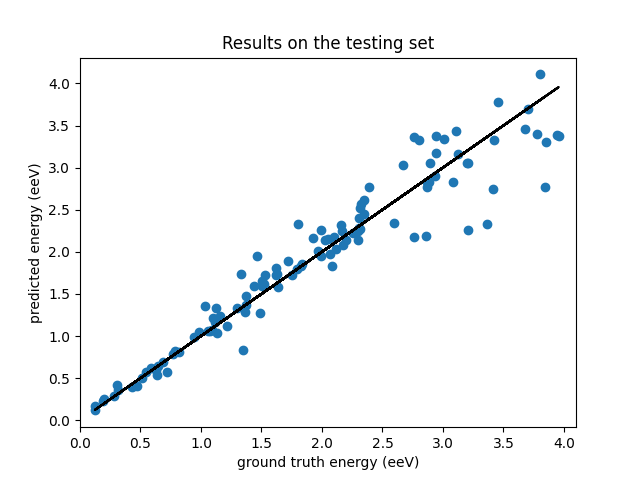 Results on the testing set
predicted energy (eeV)
4.0
3.5
3.0
2.5
2.0
1.5
1.0
0.5
0.0
0.0 0.5 1.0 1.5 2.0 2.5 3.0 3.5 4.0
ground truth energy (eeV)